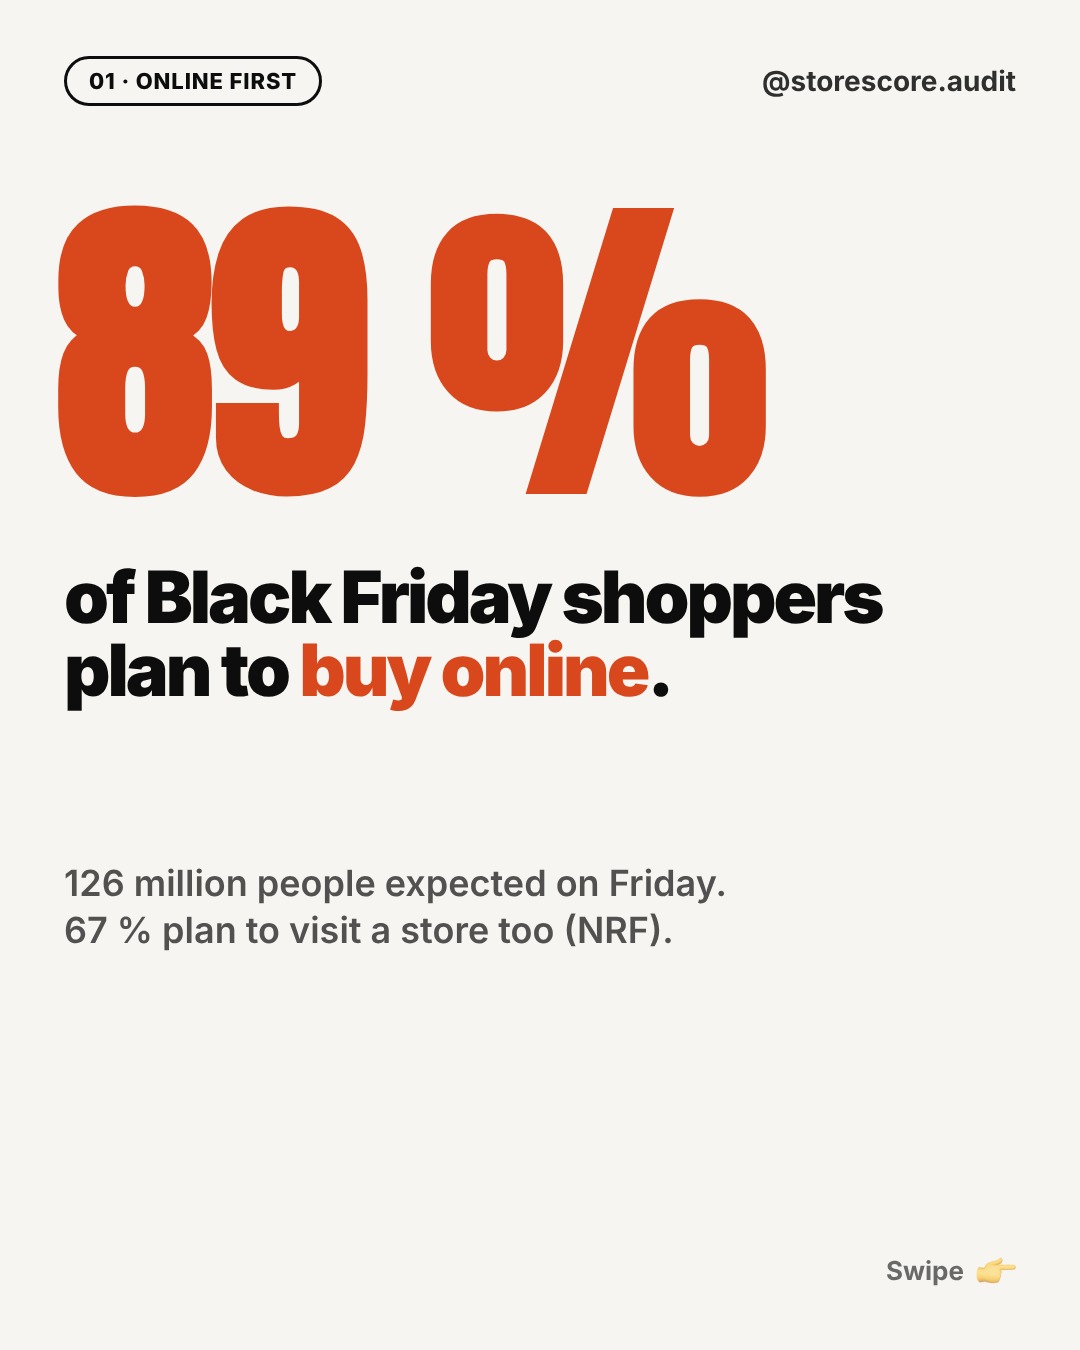 01 · ONLINE FIRST
@storescore.audit
89 %
of Black Friday shoppers
plan to buy online.
126 million people expected on Friday.
67 % plan to visit a store too (NRF).
Swipe 👉